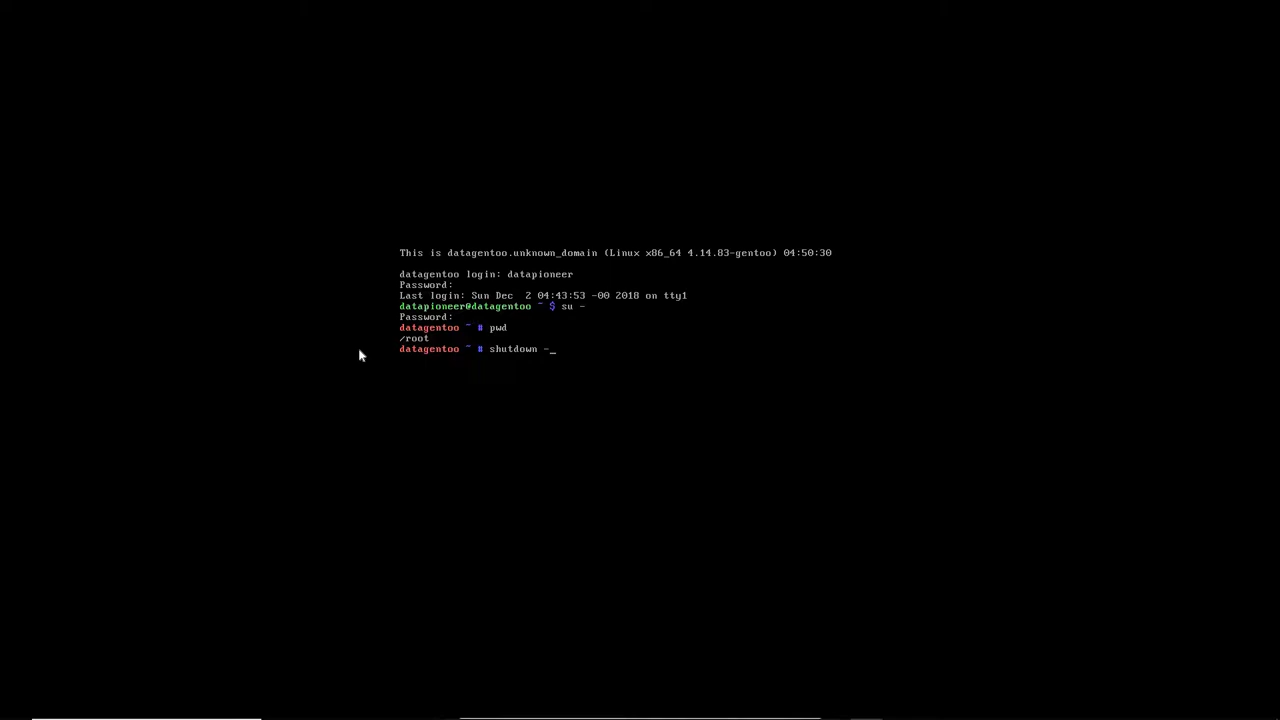 This is datagentoo.unknown_domain (Linux x86_64 4.14.83-gentoo) 04:50:30
datagentoo login: datapioneer
Password:
Last login: Sun Dec  2 04:43:53 -00 2018 on tty1
datapioneer@datagentoo ~ $ su -
Password:
datagentoo ~ # pwd
/root
datagentoo ~ # shutdown -_